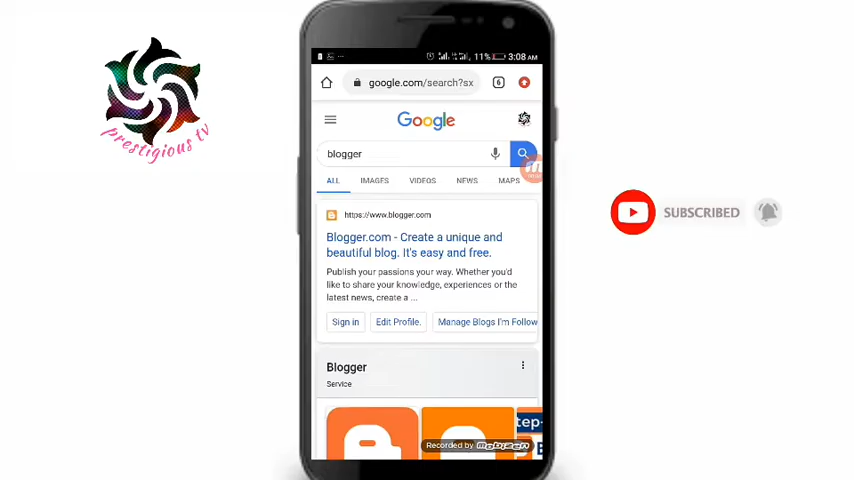 prestigious tv
11% 3:08 AM
google.com/search?sx
6
Google
blogger
ALL IMAGES VIDEOS NEWS MAPS
https://www.blogger.com
Blogger.com - Create a unique and
beautiful blog. It's easy and free.
Publish your passions your way. Whether you'd
like to share your knowledge, experiences or the
latest news, create a ...
Sign in Edit Profile. Manage Blogs I'm Follow
Blogger
Service
tep-
Recorded by mobizen
SUBSCRIBED